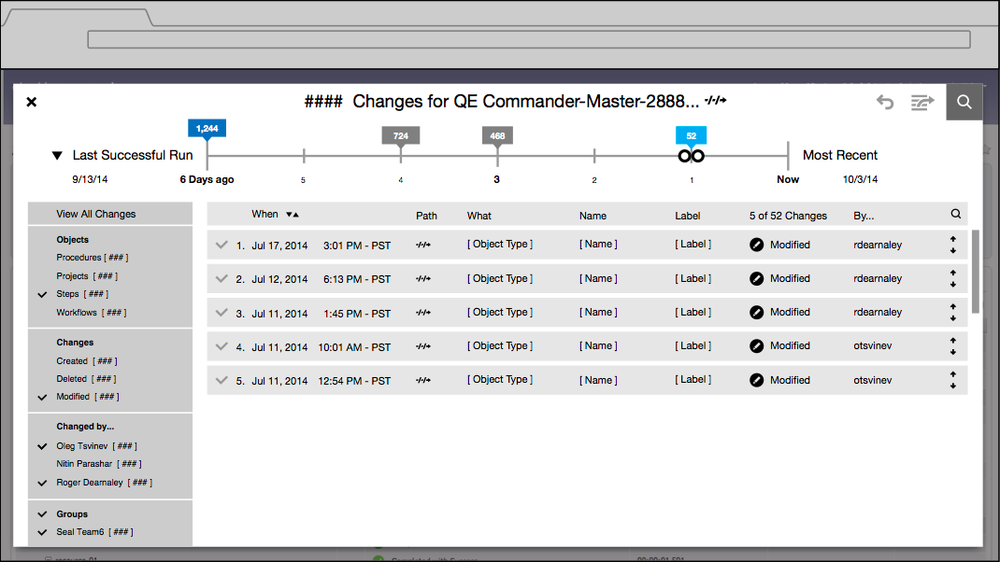 #### Changes for QE Commander-Master-2888...
1,244
724
468
52
Last Successful Run
Most Recent
9/13/14
6 Days ago
5
4
3
2
1
Now
10/3/14
View All Changes
Objects
Procedures [ ### ]
Projects [ ### ]
Steps [ ### ]
Workflows [ ### ]
Changes
Created [ ### ]
Deleted [ ### ]
Modified [ ### ]
Changed by...
Oleg Tsvinev [ ### ]
Nitin Parashar [ ### ]
Roger Dearnaley [ ### ]
Groups
Seal Team6 [ ### ]
When Path What Name Label 5 of 52 Changes By...
1. Jul 17, 2014 3:01 PM - PST [ Object Type ] [ Name ] [ Label ] Modified rdearnaley
2. Jul 12, 2014 6:13 PM - PST [ Object Type ] [ Name ] [ Label ] Modified rdearnaley
3. Jul 11, 2014 1:45 PM - PST [ Object Type ] [ Name ] [ Label ] Modified rdearnaley
4. Jul 11, 2014 10:01 AM - PST [ Object Type ] [ Name ] [ Label ] Modified otsvinev
5. Jul 11, 2014 12:54 PM - PST [ Object Type ] [ Name ] [ Label ] Modified otsvinev